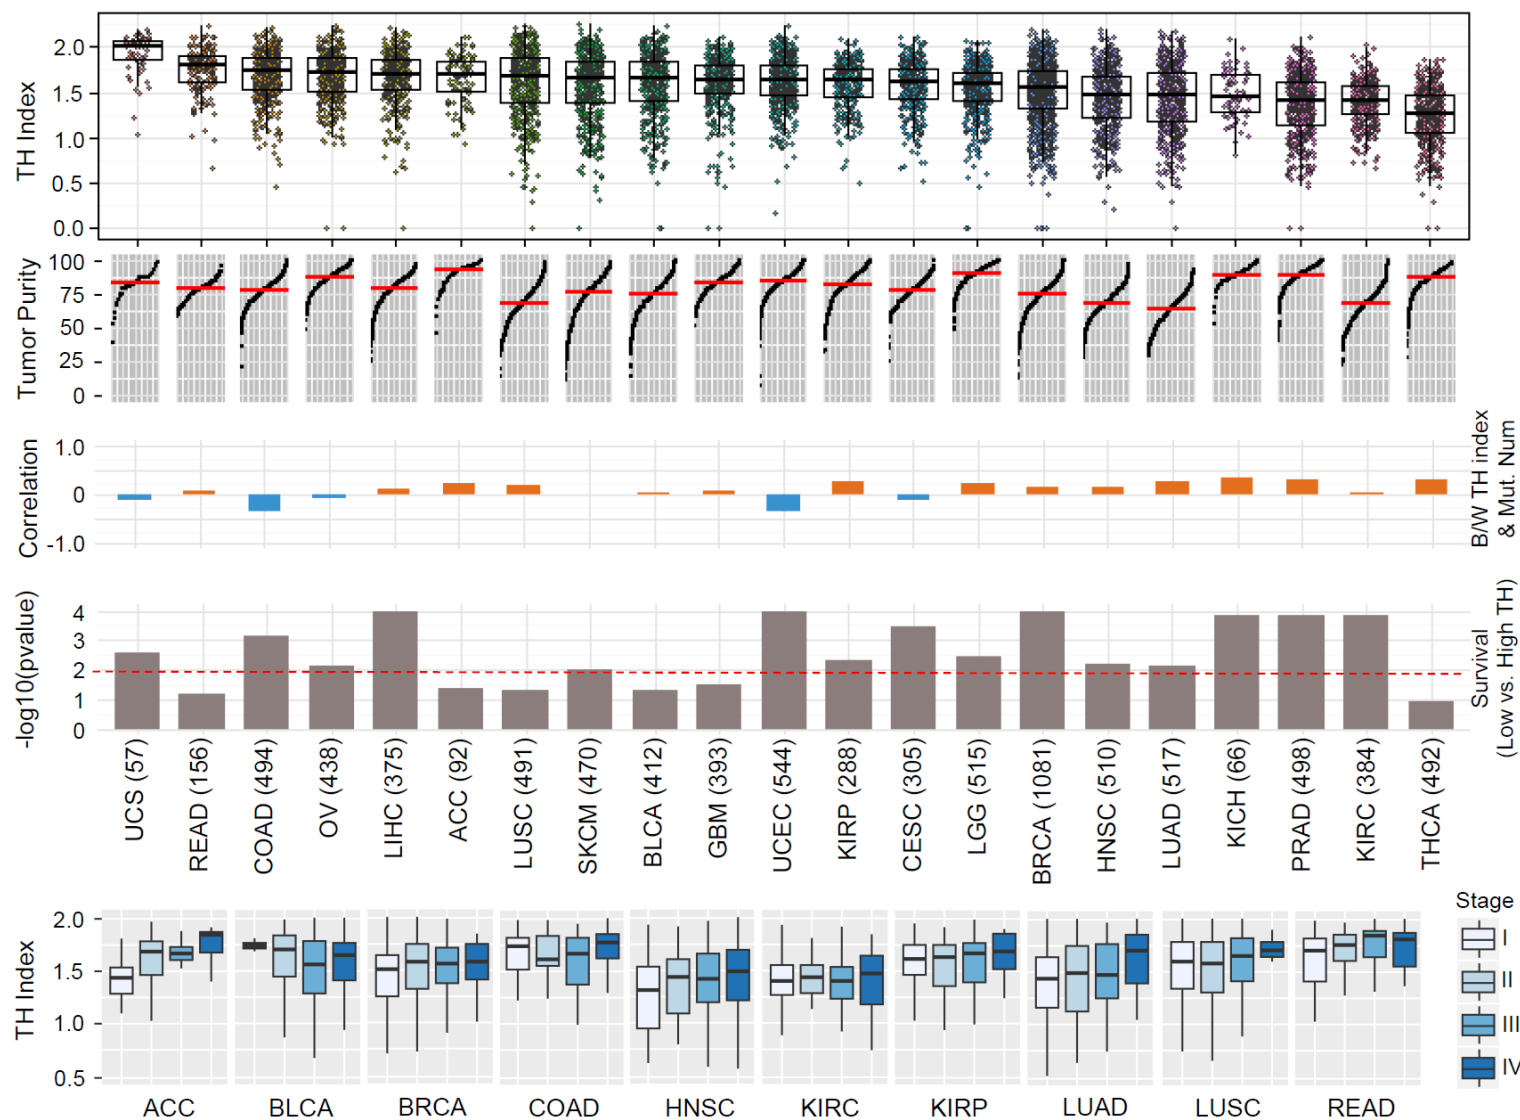 TH Index
2.0
1.5
1.0
0.5
0.0
Tumor Purity
100
75
50
25
0
Correlation
1.0
0
-1.0
B/W TH index
& Mut. Num
-log10(pvalue)
4
3
2
1
0
Survival
(Low vs. High TH)
UCS (57)
READ (156)
COAD (494)
OV (438)
LIHC (375)
ACC (92)
LUSC (491)
SKCM (470)
BLCA (412)
GBM (393)
UCEC (544)
KIRP (288)
CESC (305)
LGG (515)
BRCA (1081)
HNSC (510)
LUAD (517)
KICH (66)
PRAD (498)
KIRC (384)
THCA (492)
TH Index
2.0
1.5
1.0
0.5
ACC
BLCA
BRCA
COAD
HNSC
KIRC
KIRP
LUAD
LUSC
READ
Stage
I
II
III
IV